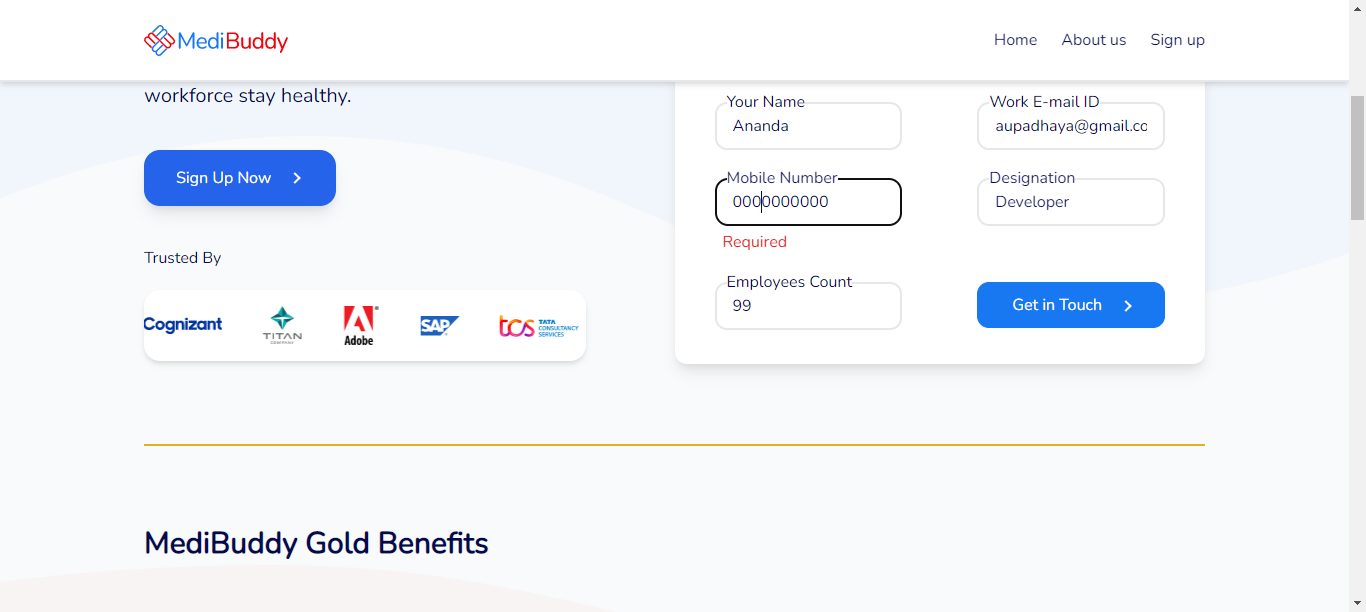 MediBuddy
Home About us Sign up
workforce stay healthy.
Sign Up Now
Trusted By
Cognizant
TITAN
COMPANY
Adobe
SAP
tcs TATA
CONSULTANCY
SERVICES
Your Name
Ananda
Work E-mail ID
aupadhaya@gmail.co
Mobile Number
0000000000
Required
Designation
Developer
Employees Count
99
Get in Touch
MediBuddy Gold Benefits